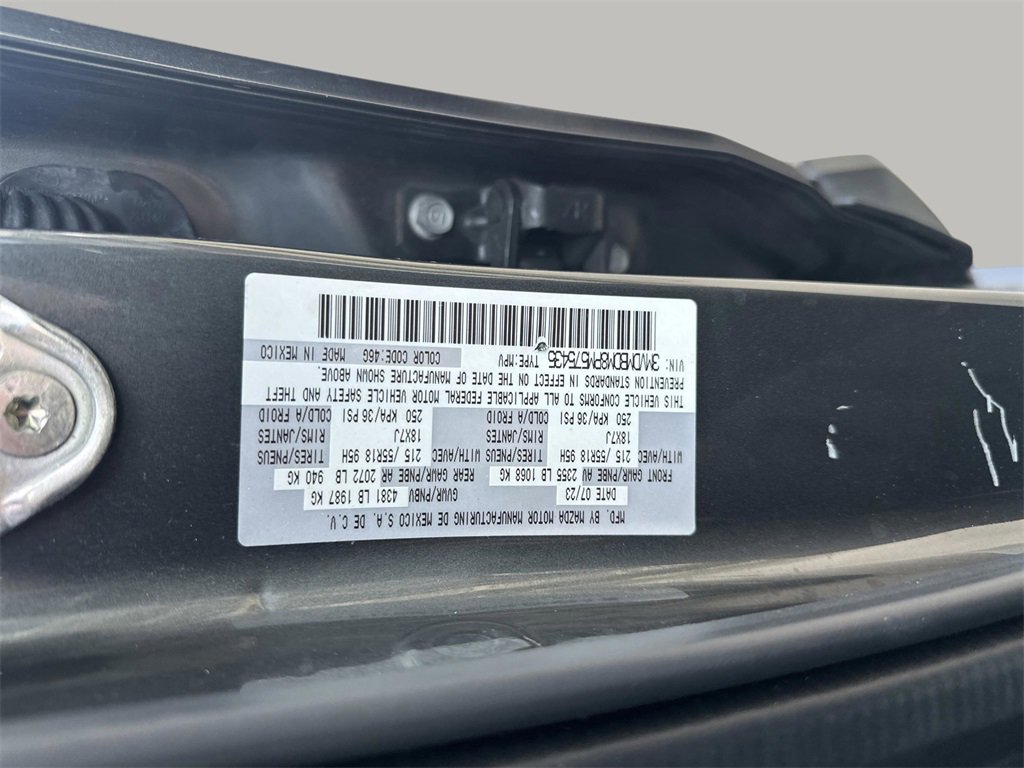 MFD. BY MAZDA MOTOR MANUFACTURING DE MEXICO S.A. DE C.V.
DATE 07/23 GVWR/PNBV 4381 LB 1987 KG
FRONT GAWR/PNBE AV 2355 LB 1068 KG REAR GAWR/PNBE AR 2072 LB 940 KG
WITH/AVEC 215 /55R18 95H TIRES/PNEUS WITH/AVEC 215 /55R18 95H TIRES/PNEUS
18X7J RIMS/JANTES 18X7J RIMS/JANTES
250 KPA/36 PSI COLD/A FROID 250 KPA/36 PSI COLD/A FROID
THIS VEHICLE CONFORMS TO ALL APPLICABLE FEDERAL MOTOR VEHICLE SAFETY AND THEFT
PREVENTION STANDARDS IN EFFECT ON THE DATE OF MANUFACTURE SHOWN ABOVE.
VIN: 3MVDMBDM8PM575435 TYPE:MPV COLOR CODE:46G MADE IN MEXICO